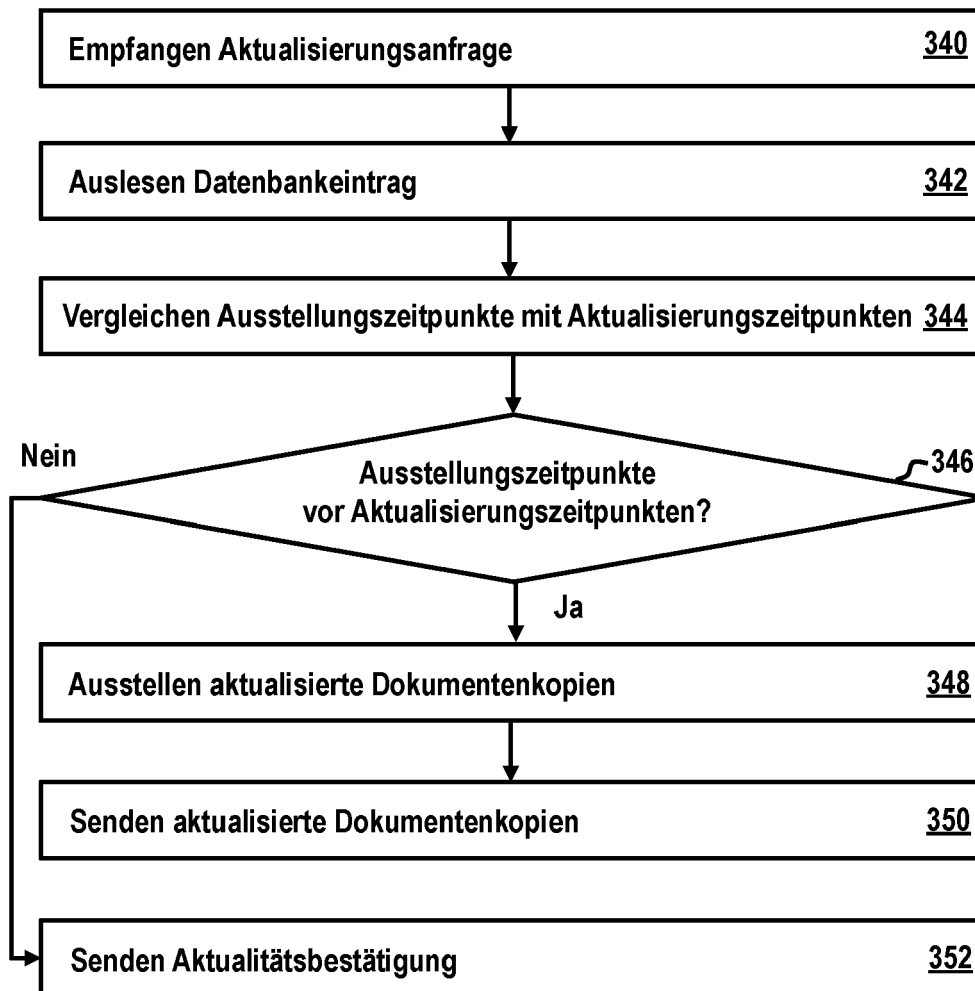 Empfangen Aktualisierungsanfrage 340
Auslesen Datenbankeintrag 342
Vergleichen Ausstellungszeitpunkte mit Aktualisierungszeitpunkten 344
Nein
Ausstellungszeitpunkte
vor Aktualisierungszeitpunkten?
346
Ja
Ausstellen aktualisierte Dokumentenkopien 348
Senden aktualisierte Dokumentenkopien 350
Senden Aktualitätsbestätigung 352